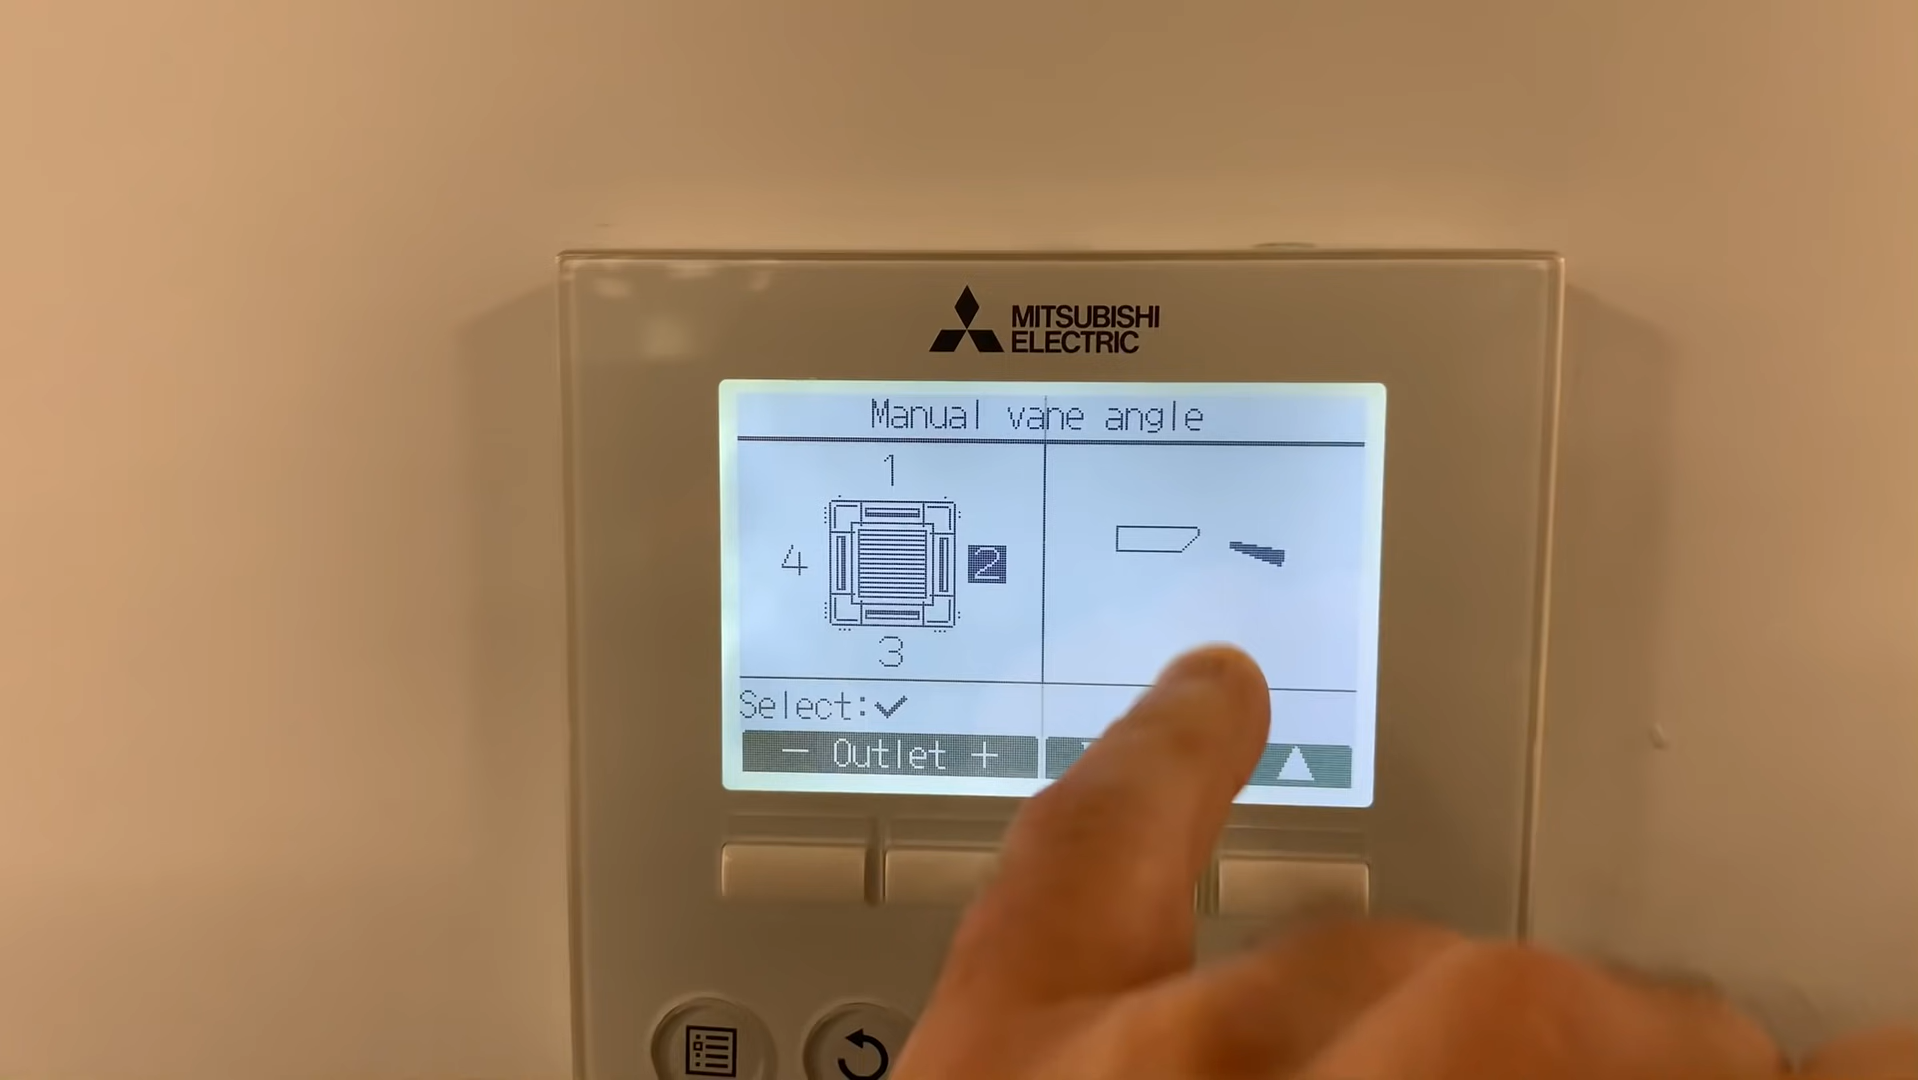 MITSUBISHI
ELECTRIC
Manual vane angle
1
4 2
3
Select:✓
− Outlet +